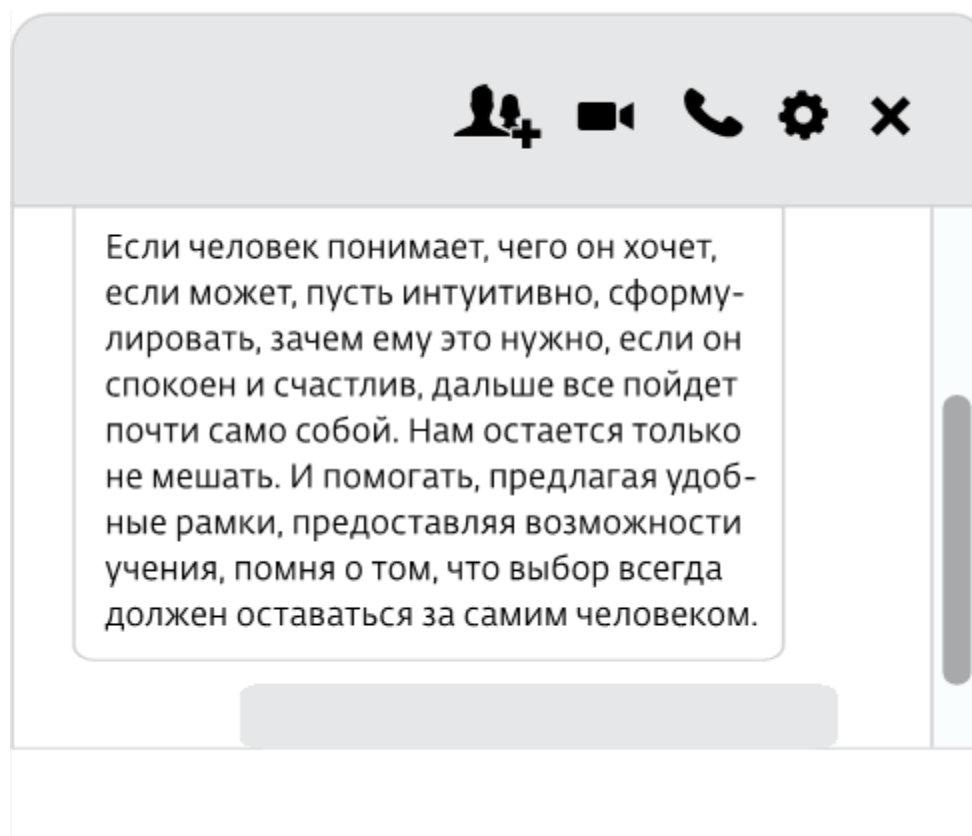 Если человек понимает, чего он хочет,
если может, пусть интуитивно, сформу-
лировать, зачем ему это нужно, если он
спокоен и счастлив, дальше все пойдет
почти само собой. Нам остается только
не мешать. И помогать, предлагая удоб-
ные рамки, предоставляя возможности
учения, помня о том, что выбор всегда
должен оставаться за самим человеком.